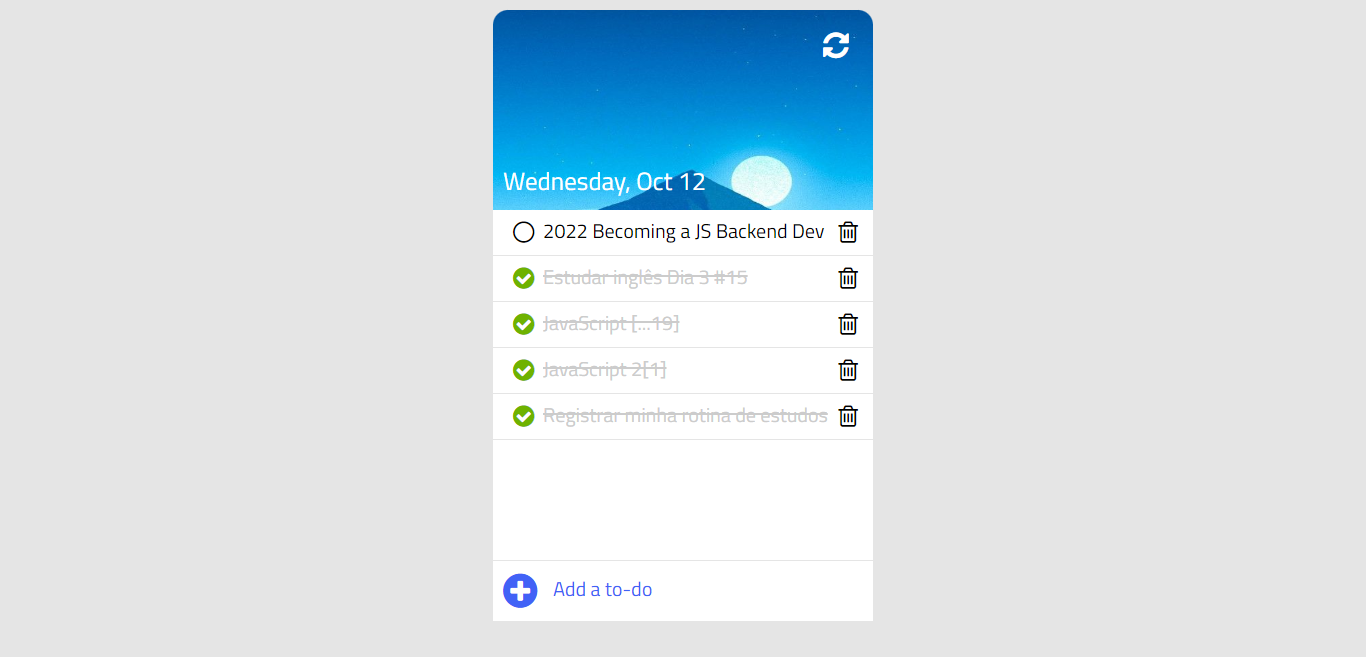 Wednesday, Oct 12
2022 Becoming a JS Backend Dev
Estudar inglês Dia 3 #15
JavaScript [...19]
JavaScript 2[1]
Registrar minha rotina de estudos
Add a to-do